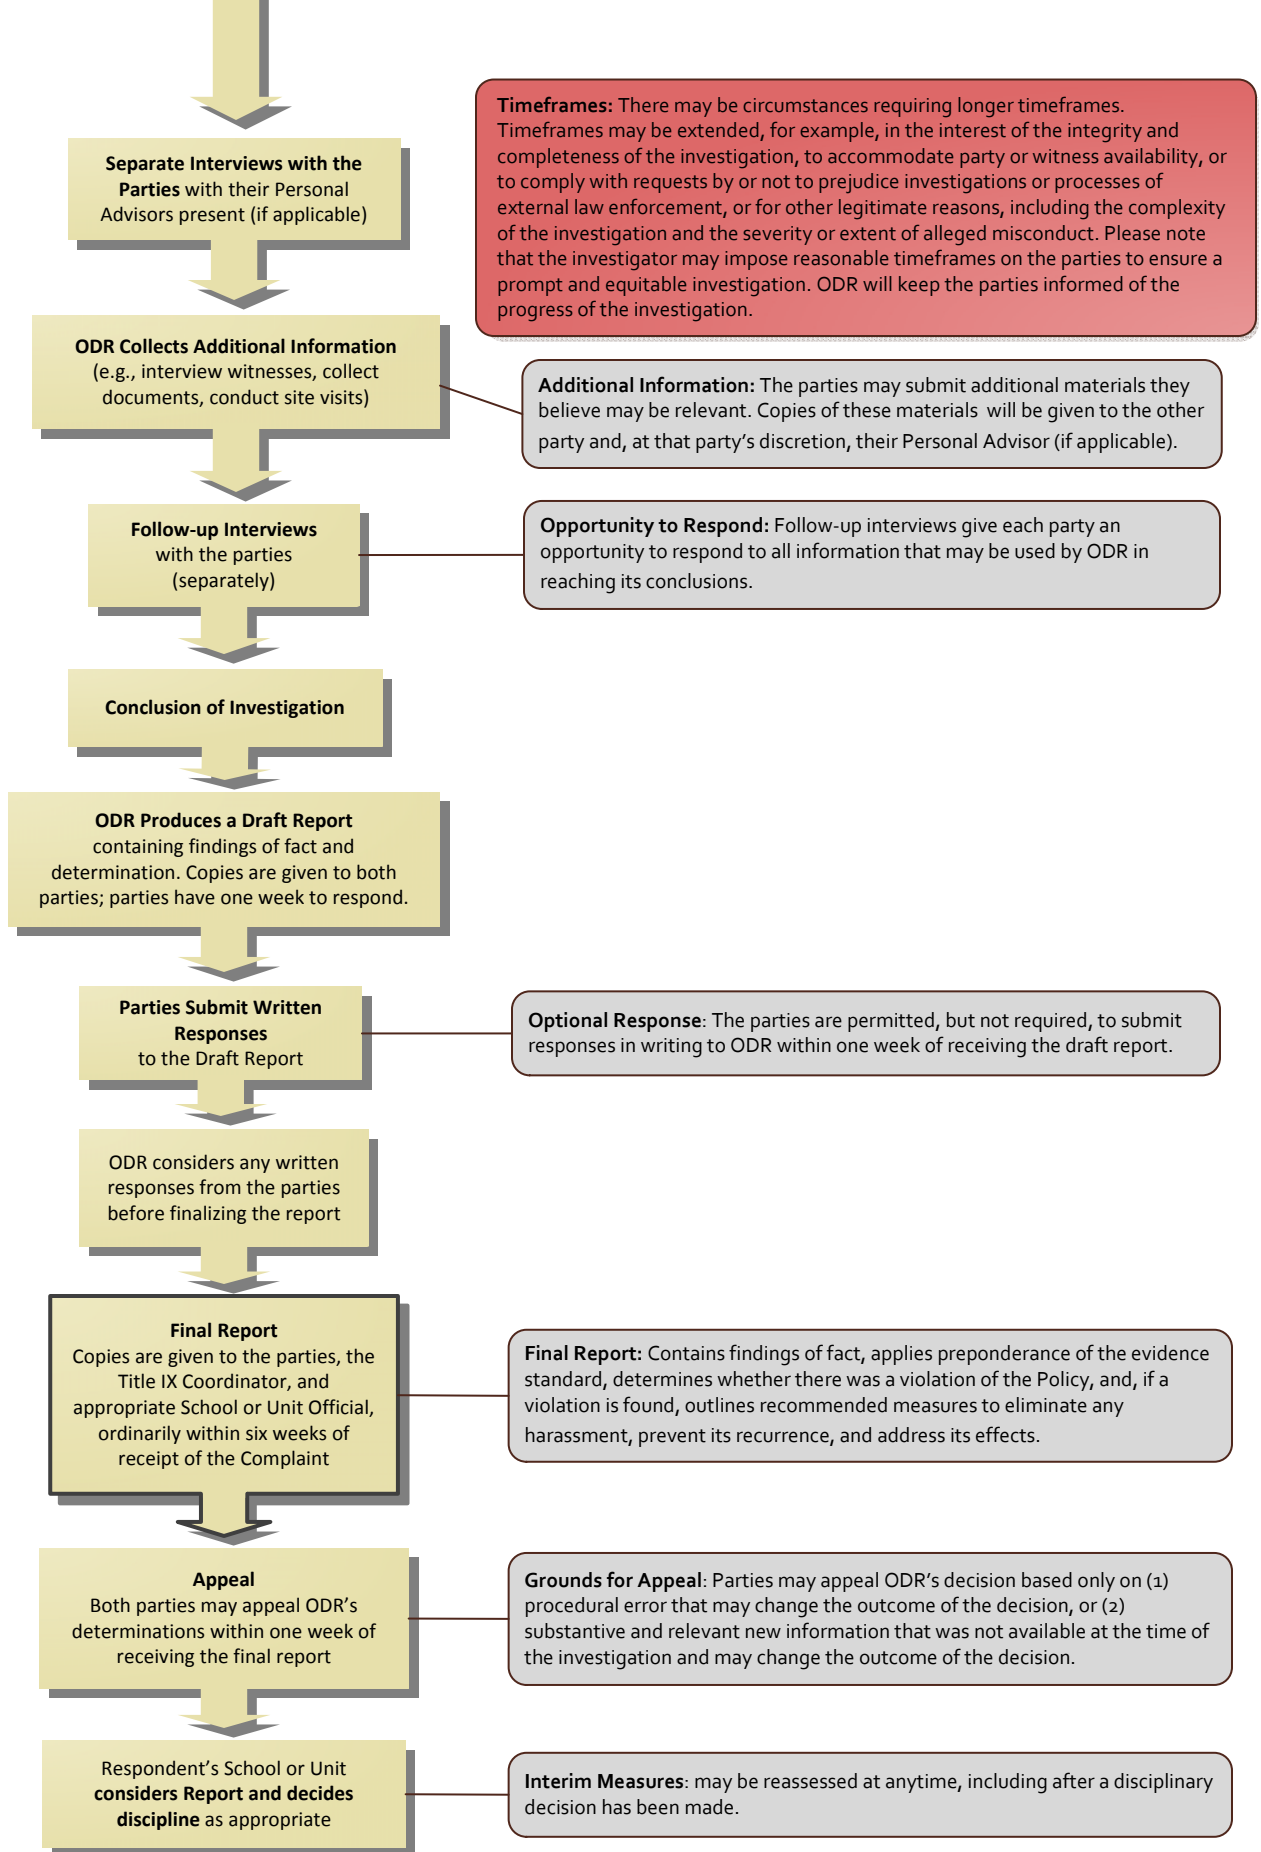 Timeframes: There may be circumstances requiring longer timeframes.
Timeframes may be extended, for example, in the interest of the integrity and
completeness of the investigation, to accommodate party or witness availability, or
to comply with requests by or not to prejudice investigations or processes of
external law enforcement, or for other legitimate reasons, including the complexity
of the investigation and the severity or extent of alleged misconduct. Please note
that the investigator may impose reasonable timeframes on the parties to ensure a
prompt and equitable investigation. ODR will keep the parties informed of the
progress of the investigation.
Separate Interviews with the
Parties with their Personal
Advisors present (if applicable)
ODR Collects Additional Information
(e.g., interview witnesses, collect
documents, conduct site visits)
Additional Information: The parties may submit additional materials they
believe may be relevant. Copies of these materials will be given to the other
party and, at that party's discretion, their Personal Advisor (if applicable).
Follow-up Interviews
with the parties
(separately)
Opportunity to Respond: Follow-up interviews give each party an
opportunity to respond to all information that may be used by ODR in
reaching its conclusions.
Conclusion of Investigation
ODR Produces a Draft Report
containing findings of fact and
determination. Copies are given to both
parties; parties have one week to respond.
Parties Submit Written
Responses
to the Draft Report
Optional Response: The parties are permitted, but not required, to submit
responses in writing to ODR within one week of receiving the draft report.
ODR considers any written
responses from the parties
before finalizing the report
Final Report
Copies are given to the parties, the
Title IX Coordinator, and
appropriate School or Unit Official,
ordinarily within six weeks of
receipt of the Complaint
Final Report: Contains findings of fact, applies preponderance of the evidence
standard, determines whether there was a violation of the Policy, and, if a
violation is found, outlines recommended measures to eliminate any
harassment, prevent its recurrence, and address its effects.
Appeal
Both parties may appeal ODR's
determinations within one week of
receiving the final report
Grounds for Appeal: Parties may appeal ODR's decision based only on (1)
procedural error that may change the outcome of the decision, or (2)
substantive and relevant new information that was not available at the time of
the investigation and may change the outcome of the decision.
Respondent's School or Unit
considers Report and decides
discipline as appropriate
Interim Measures: may be reassessed at anytime, including after a disciplinary
decision has been made.